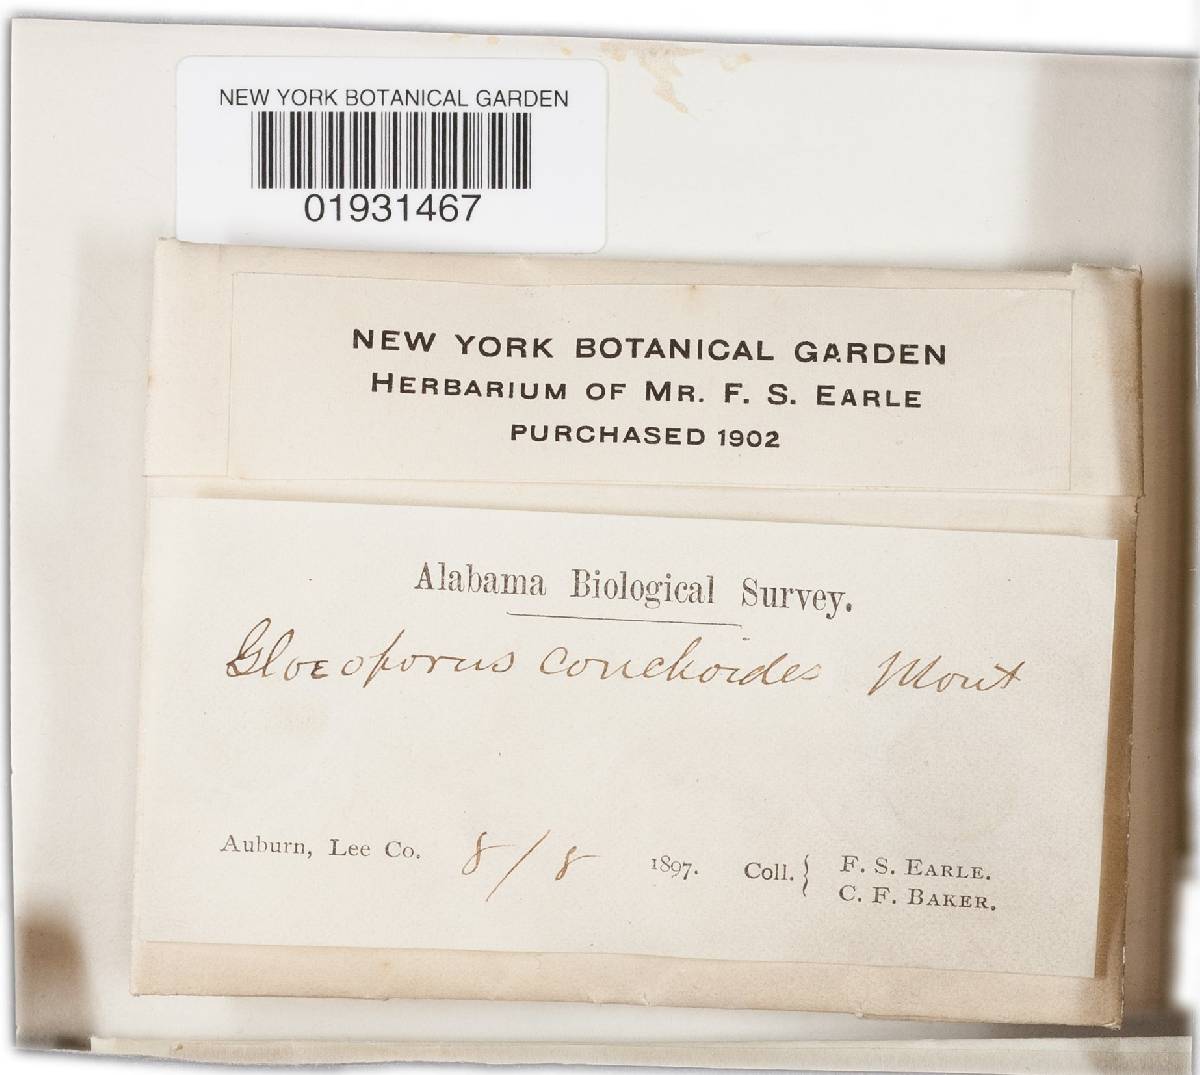 NEW YORK BOTANICAL GARDEN
01931467
NEW YORK BOTANICAL GARDEN
HERBARIUM OF MR. F. S. EARLE
PURCHASED 1902
Alabama Biological Survey.
Gloeoporus conchoides Mont
Auburn, Lee Co. 8/8 1897. Coll. { F. S. EARLE.
C. F. BAKER.